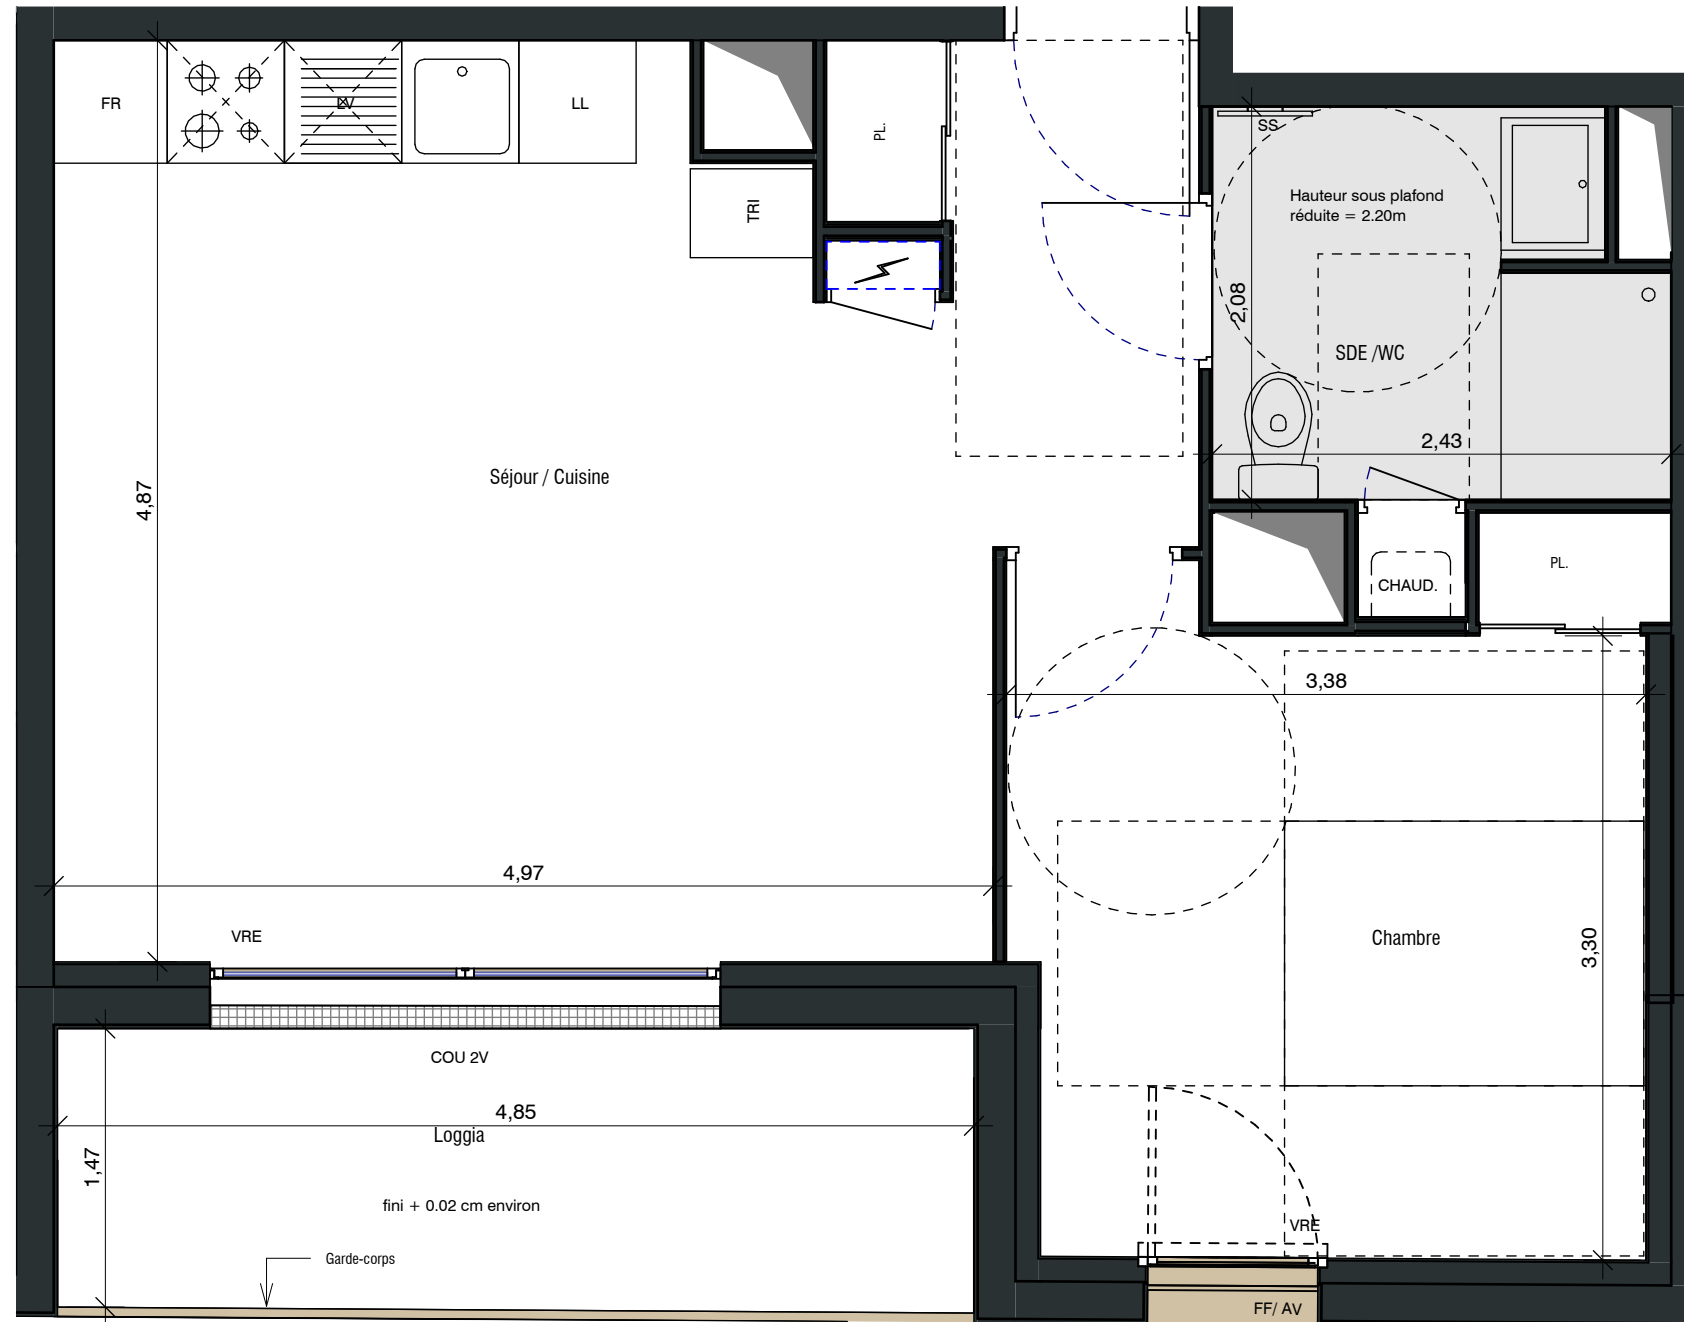 FR
LV
LL
PL.
TRI
SS
Hauteur sous plafond
réduite = 2.20m
2,08
SDE /WC
2,43
Séjour / Cuisine
4,87
PL.
CHAUD.
3,38
4,97
VRE
Chambre
3,30
COU 2V
4,85
Loggia
1,47
fini + 0.02 cm environ
VRE
Garde-corps
FF/ AV